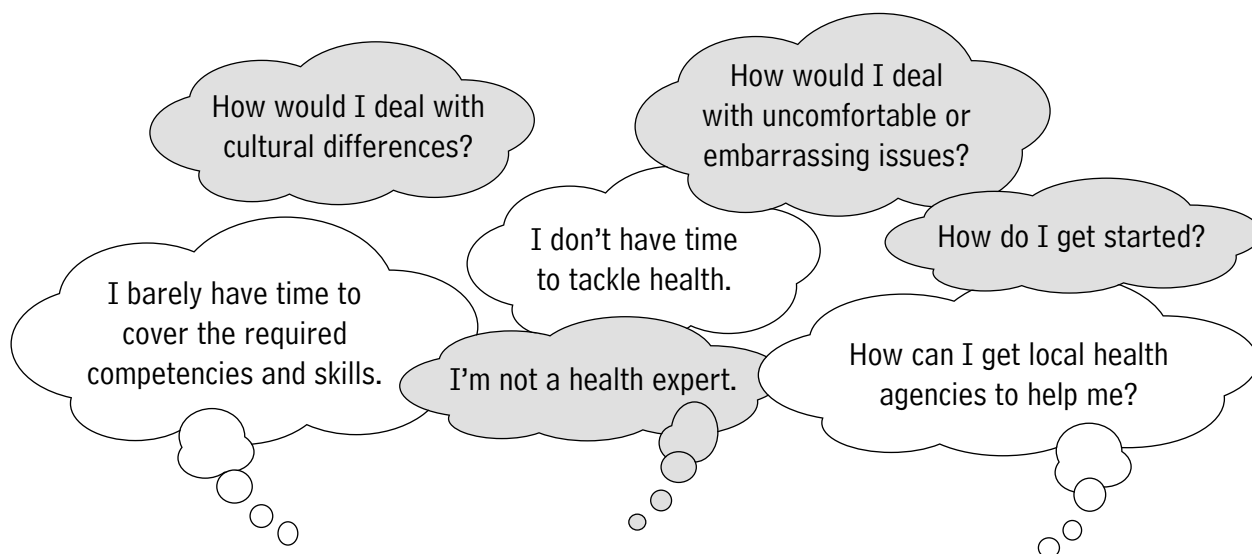 How would I deal with
cultural differences?
How would I deal
with uncomfortable or
embarrassing issues?
I don't have time
to tackle health.
How do I get started?
I barely have time to
cover the required
competencies and skills.
I’m not a health expert.
How can I get local health
agencies to help me?